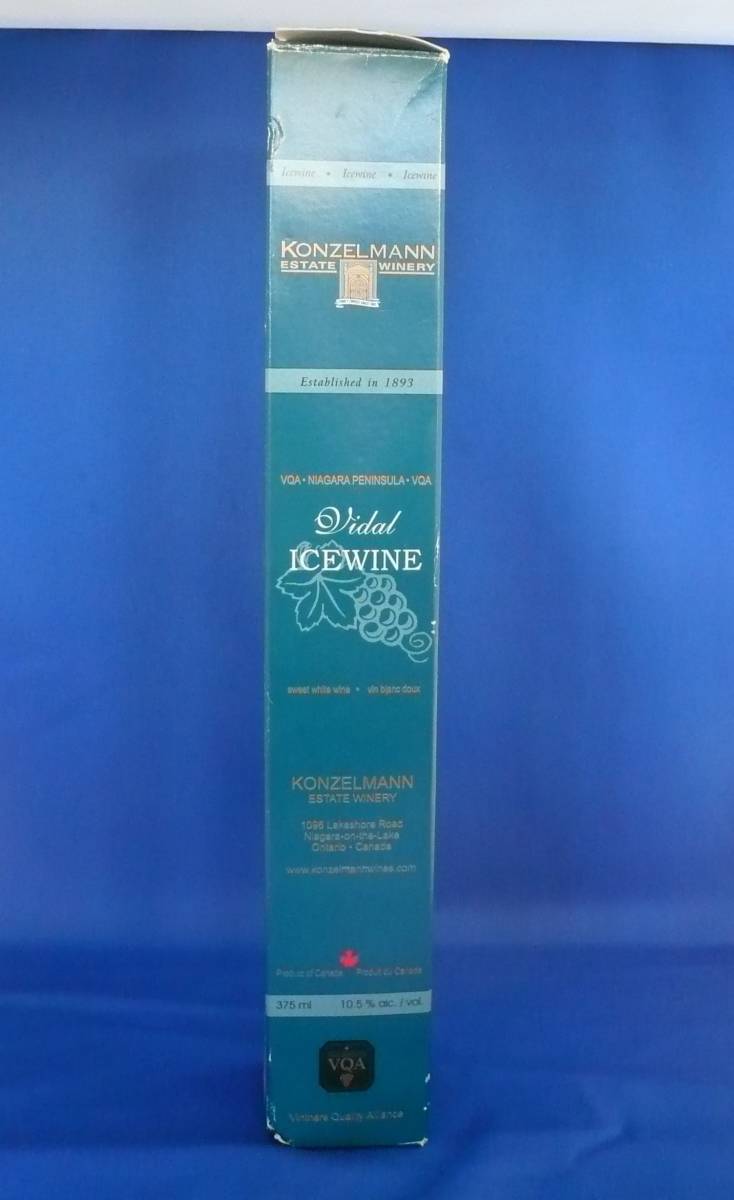 Icewine • Icewine • Icewine
KONZELMANN
ESTATE WINERY
Established in 1893
VQA • NIAGARA PENINSULA • VQA
Vidal
ICEWINE
sweet white wine • vin blanc doux
KONZELMANN
ESTATE WINERY
1096 Lakeshore Road
Niagara-on-the-Lake
Ontario • Canada
www.konzelmannwines.com
Product of Canada Produit du Canada
375 ml 10.5 % alc. / vol.
VQA
Vintners Quality Alliance